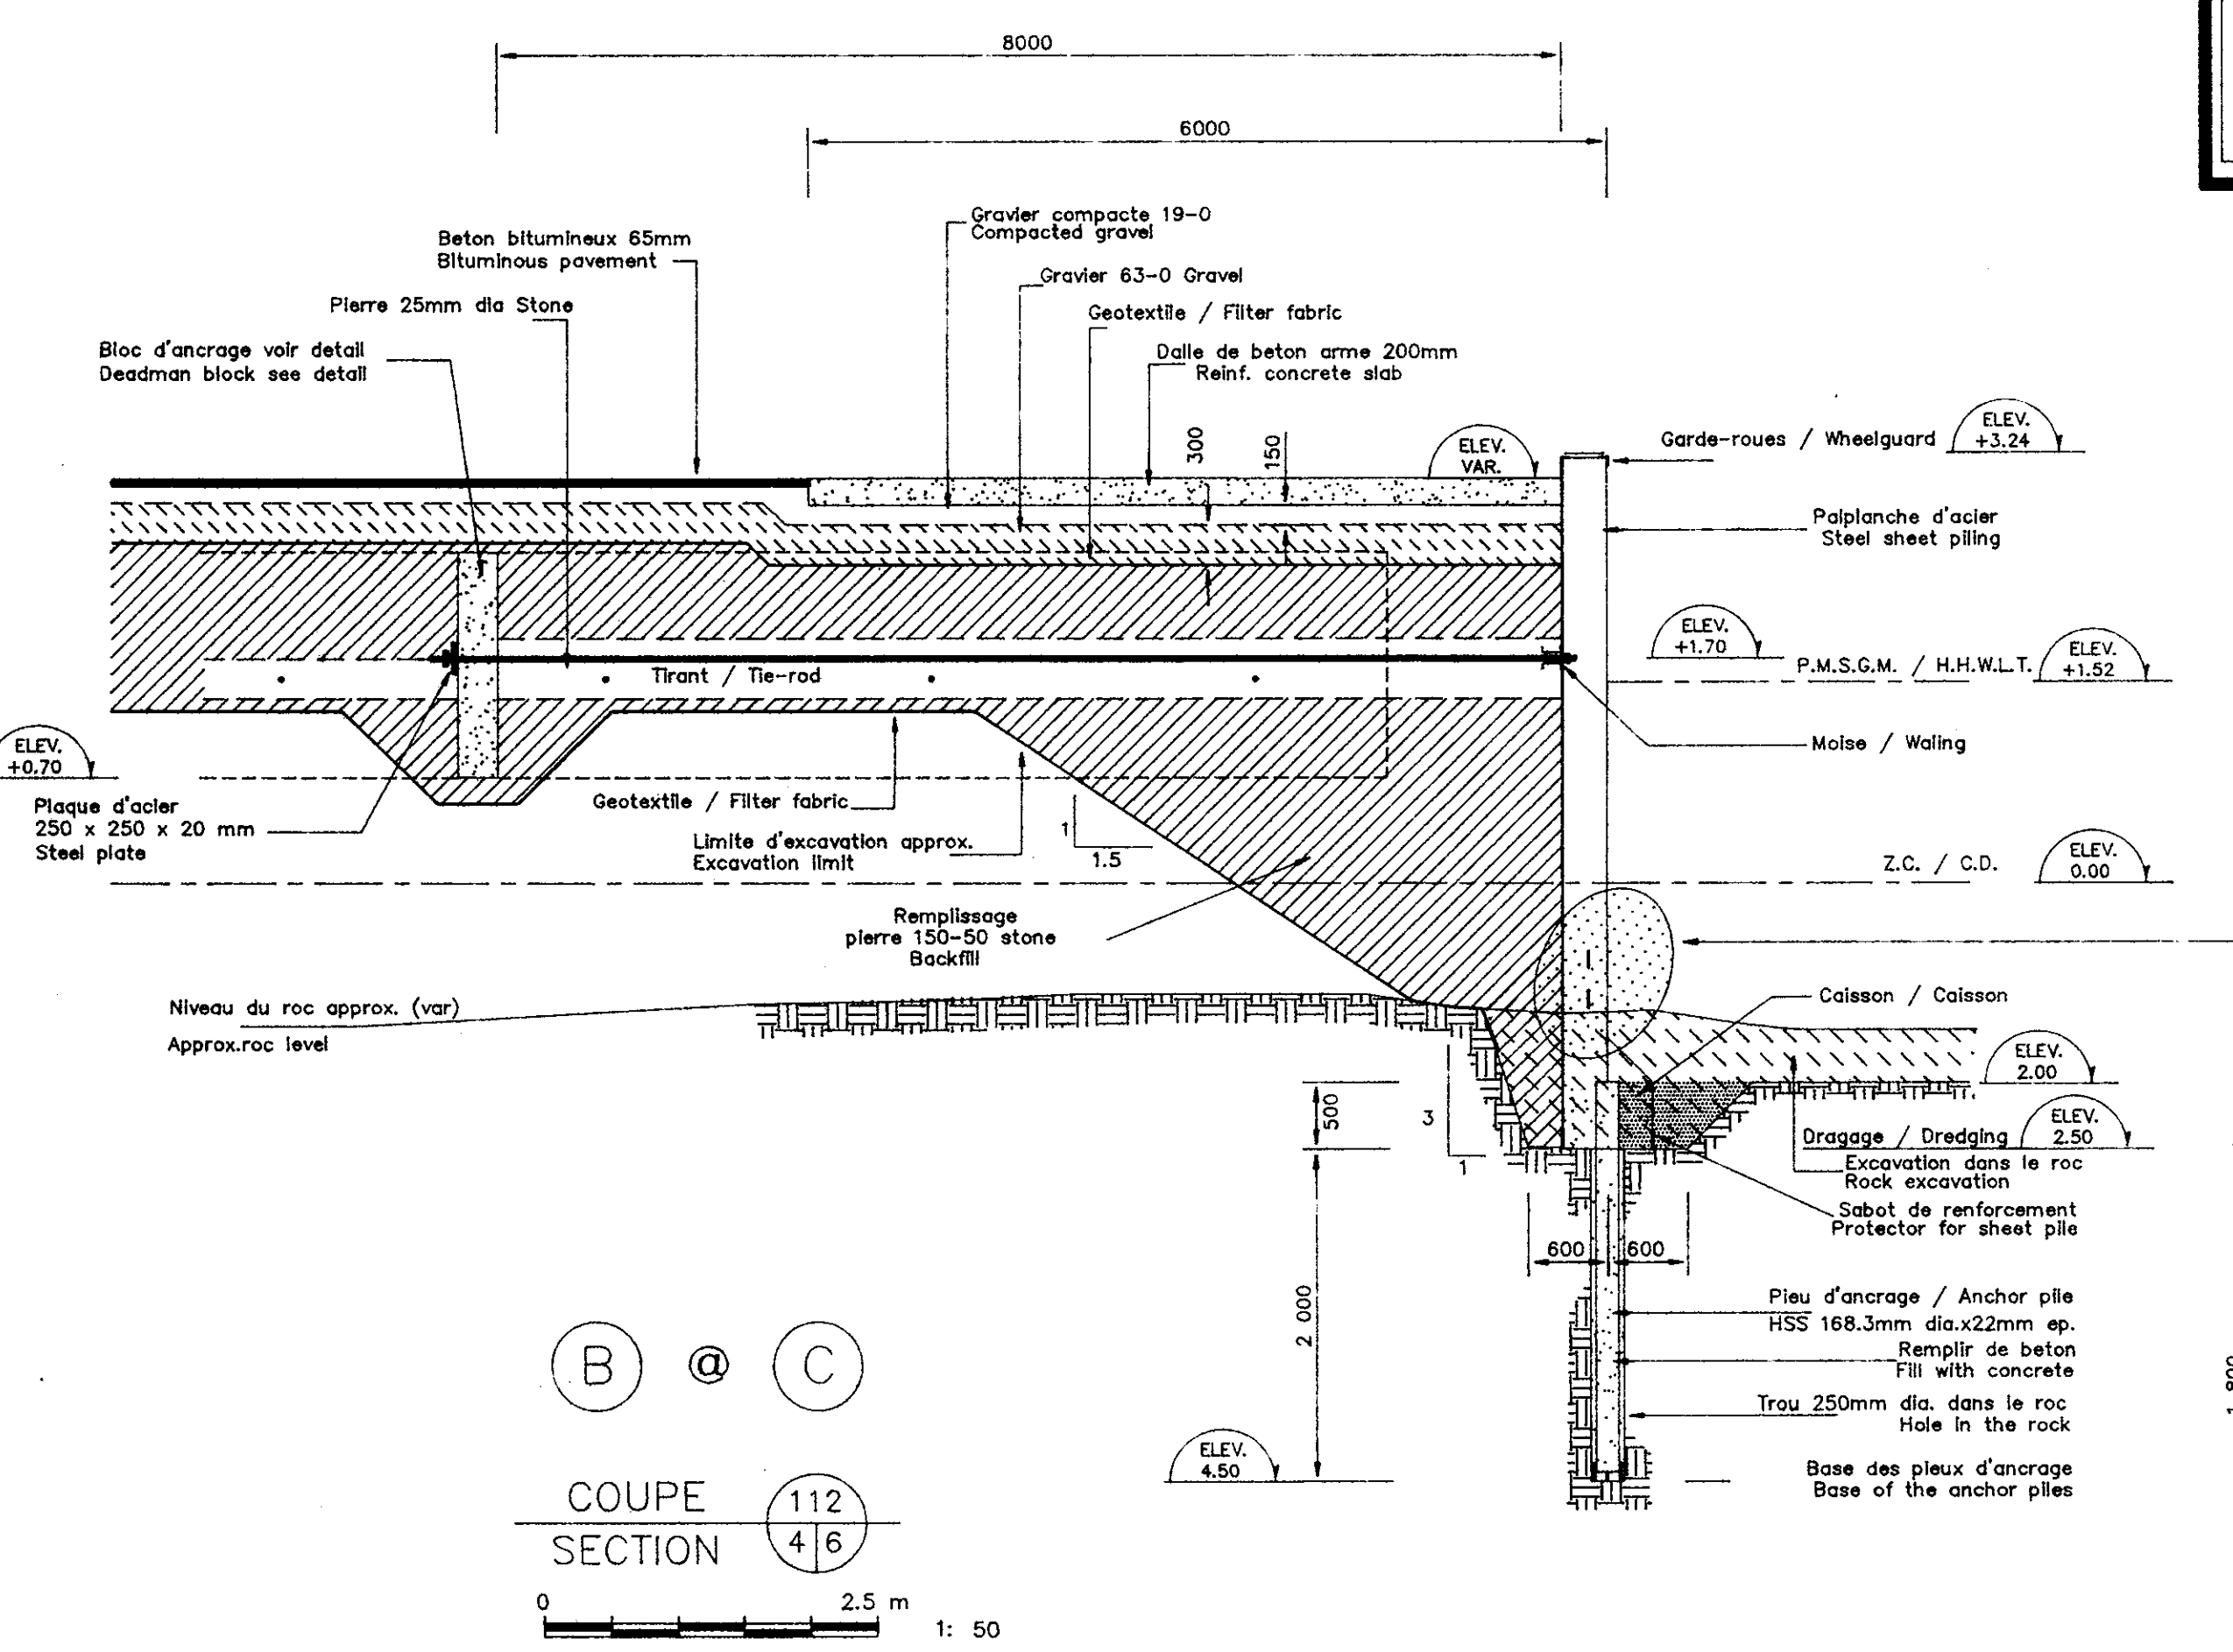 8000
6000
Gravier compacte 19-0
Compacted gravel
Beton bitumineux 65mm
Bituminous pavement
Gravier 63-0 Gravel
Pierre 25mm dia Stone
Geotextile / Filter fabric
Bloc d'ancrage voir detail
Deadman block see detail
Dalle de beton arme 200mm
Reinf. concrete slab
300
150
ELEV.
VAR.
Garde-roues / Wheelguard
ELEV.
+3.24
Palplanche d'acier
Steel sheet piling
ELEV.
+1.70
P.M.S.G.M. / H.H.W.L.T.
ELEV.
+1.52
Tirant / Tie-rod
Moise / Waling
ELEV.
+0.70
Plaque d'acier
250 x 250 x 20 mm
Steel plate
Geotextile / Filter fabric
Limite d'excavation approx.
Excavation limit
1
1.5
Z.C. / C.D.
ELEV.
0.00
Remplissage
pierre 150-50 stone
Backfill
Niveau du roc approx. (var)
Approx.roc level
Caisson / Caisson
ELEV.
2.00
500
3
1
Dragage / Dredging
ELEV.
2.50
Excavation dans le roc
Rock excavation
Sabot de renforcement
Protector for sheet pile
600
600
2 000
Pieu d'ancrage / Anchor pile
HSS 168.3mm dia.x22mm ep.
Remplir de beton
Fill with concrete
Trou 250mm dia. dans le roc
Hole in the rock
ELEV.
4.50
Base des pieux d'ancrage
Base of the anchor piles
B @ C
COUPE
SECTION
112
4 6
0 2.5 m
1: 50